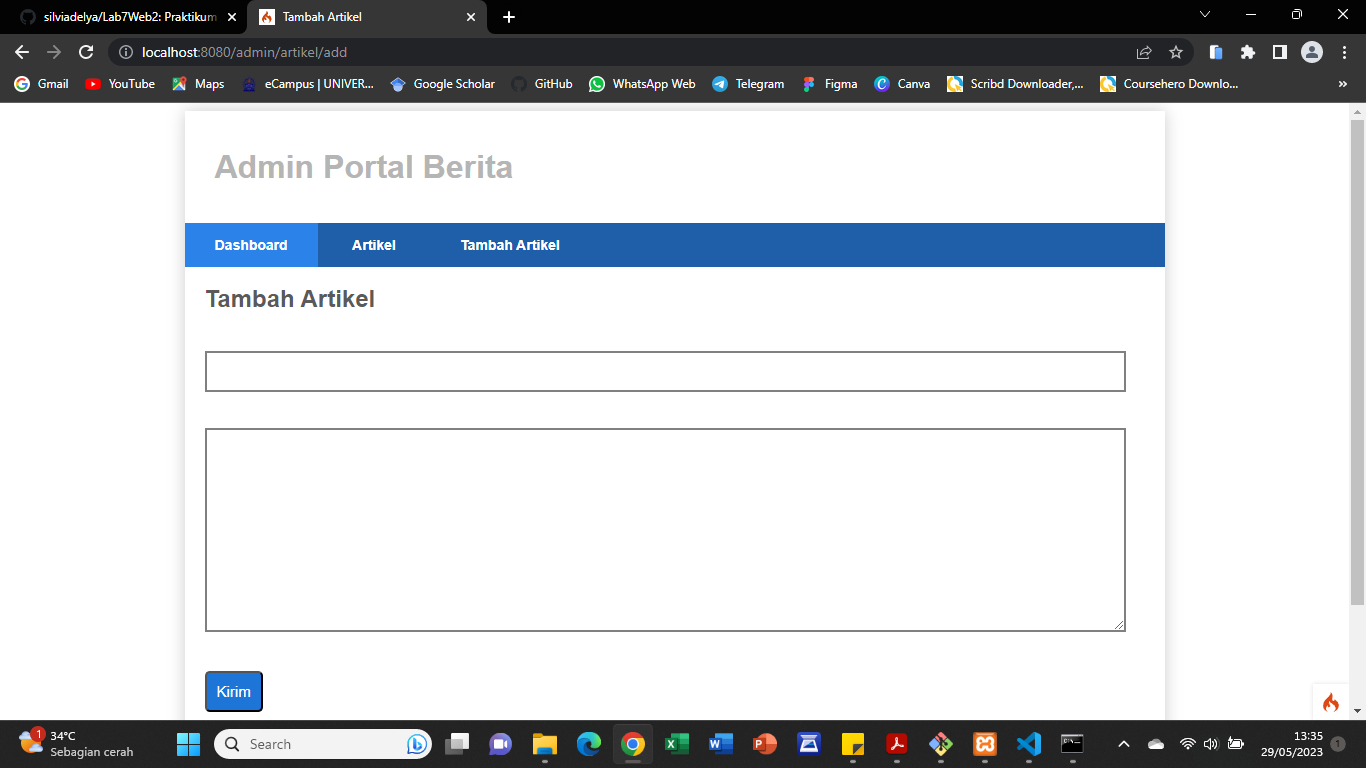 silviadelya/Lab7Web2: Praktikum
Tambah Artikel
localhost:8080/admin/artikel/add
Gmail
YouTube
Maps
eCampus | UNIVER...
Google Scholar
GitHub
WhatsApp Web
Telegram
Figma
Canva
Scribd Downloader,...
Coursehero Downlo...
»
Admin Portal Berita
Dashboard
Artikel
Tambah Artikel
Tambah Artikel
Kirim
1
34°C
Sebagian cerah
Search
13:35
29/05/2023
1